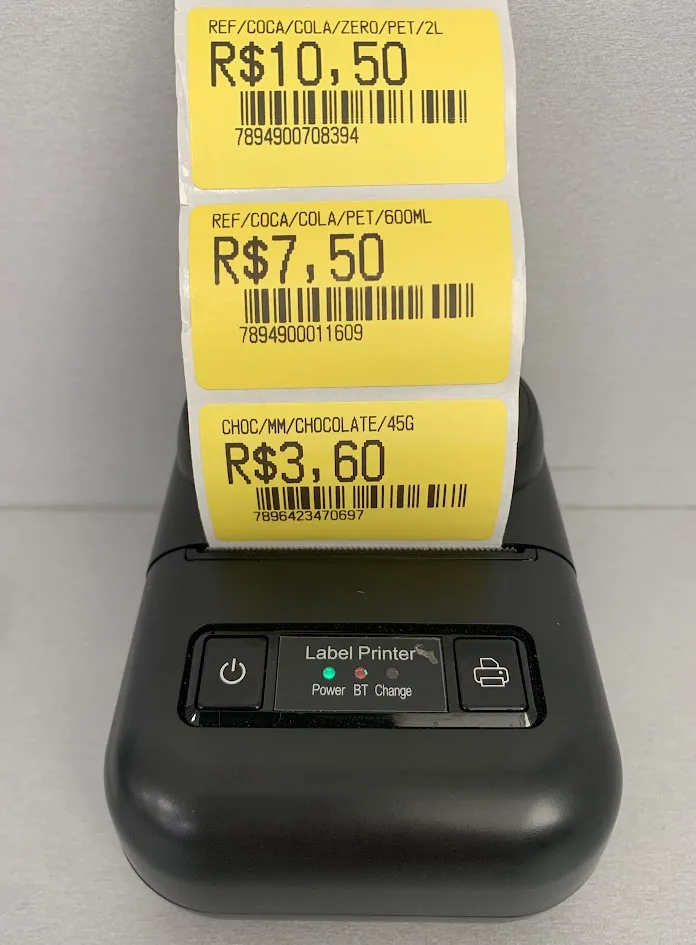 REF/COCA/COLA/ZERO/PET/2L
R$10,50
7894900708394
REF/COCA/COLA/PET/600ML
R$7,50
7894900011609
CHOC/MM/CHOCOLATE/45G
R$3,60
7896423470697
Label Printer
Power BT Change